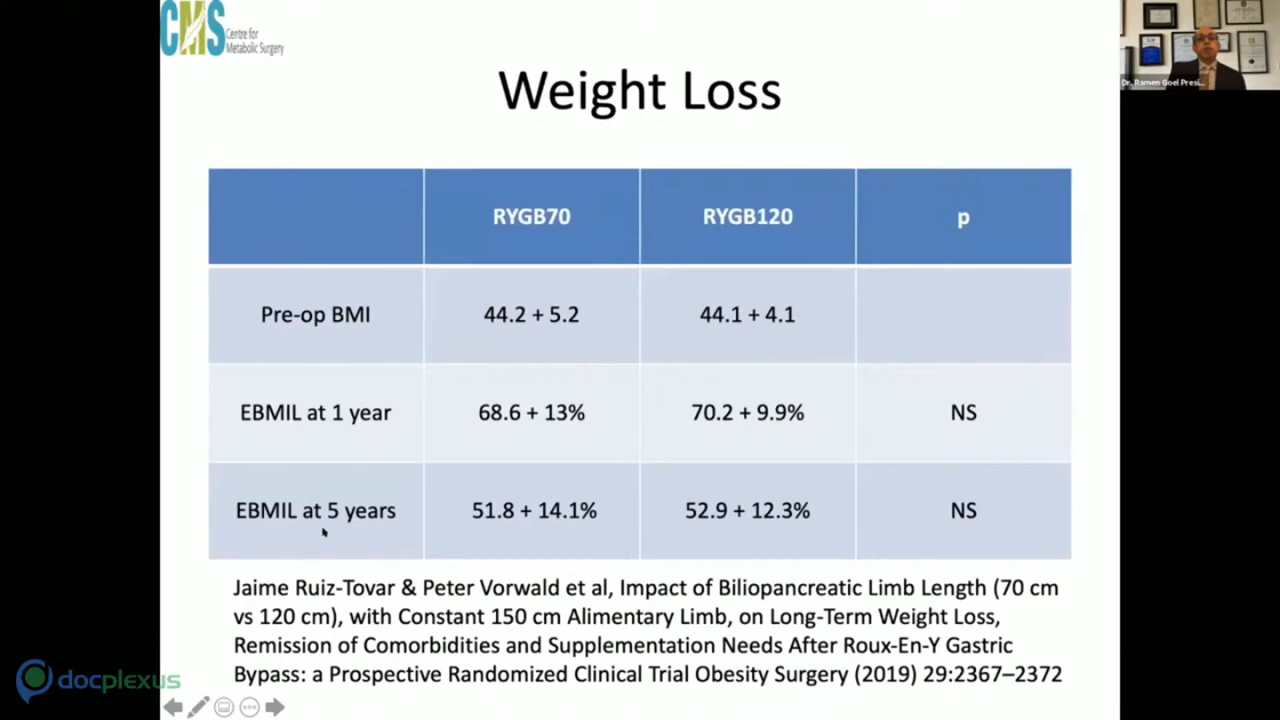 CMS Centre for
Metabolic Surgery
Dr. Ramen Goel Presi...
Weight Loss
RYGB70 RYGB120 p
Pre-op BMI 44.2 + 5.2 44.1 + 4.1
EBMIL at 1 year 68.6 + 13% 70.2 + 9.9% NS
EBMIL at 5 years 51.8 + 14.1% 52.9 + 12.3% NS
Jaime Ruiz-Tovar & Peter Vorwald et al, Impact of Biliopancreatic Limb Length (70 cm
vs 120 cm), with Constant 150 cm Alimentary Limb, on Long-Term Weight Loss,
Remission of Comorbidities and Supplementation Needs After Roux-En-Y Gastric
Bypass: a Prospective Randomized Clinical Trial Obesity Surgery (2019) 29:2367–2372
docplexus